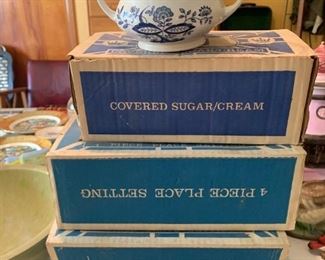 COVERED SUGAR/CREAM
4 PIECE PLACE SETTING